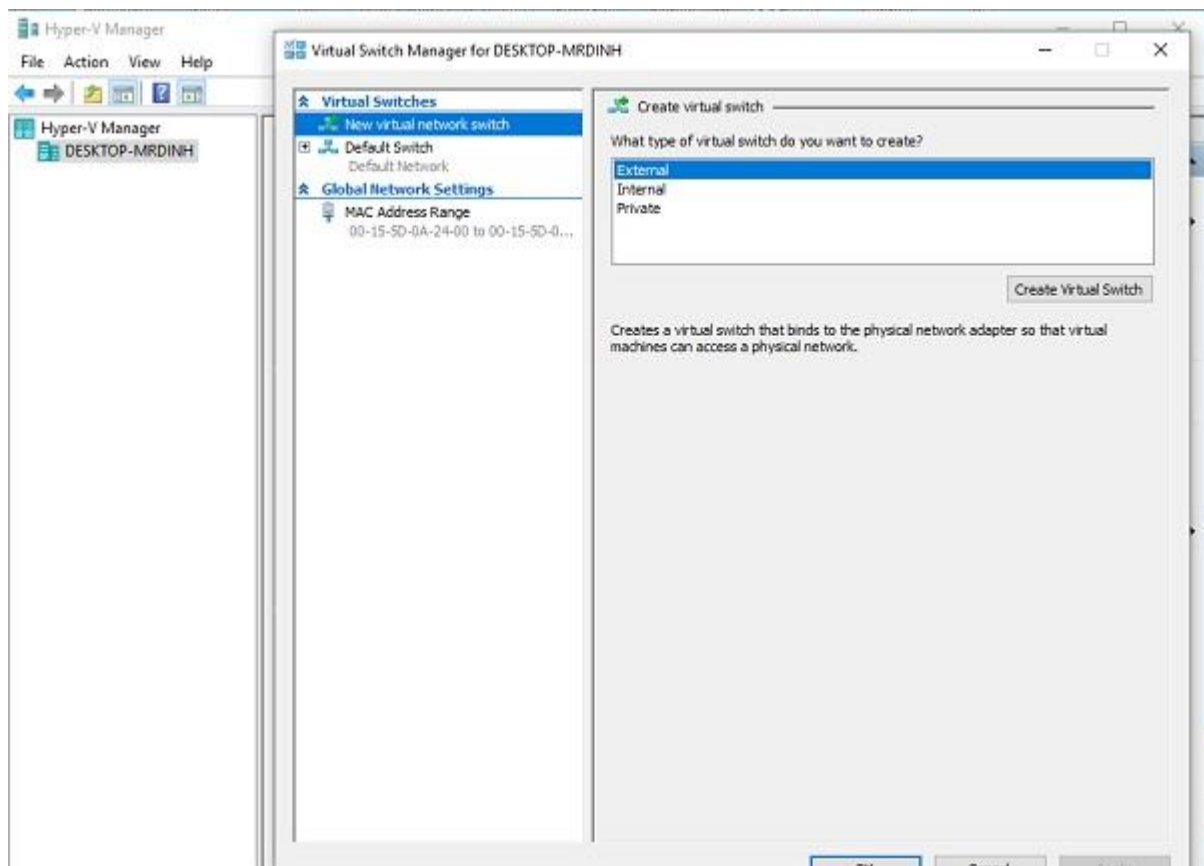 Hyper-V Manager
File Action View Help
Hyper-V Manager
DESKTOP-MRDINH
Virtual Switch Manager for DESKTOP-MRDINH
Virtual Switches
New virtual network switch
Default Switch
Default Network
Global Network Settings
MAC Address Range
00-15-5D-0A-24-00 to 00-15-5D-0...
Create virtual switch
What type of virtual switch do you want to create?
External
Internal
Private
Create Virtual Switch
Creates a virtual switch that binds to the physical network adapter so that virtual
machines can access a physical network.